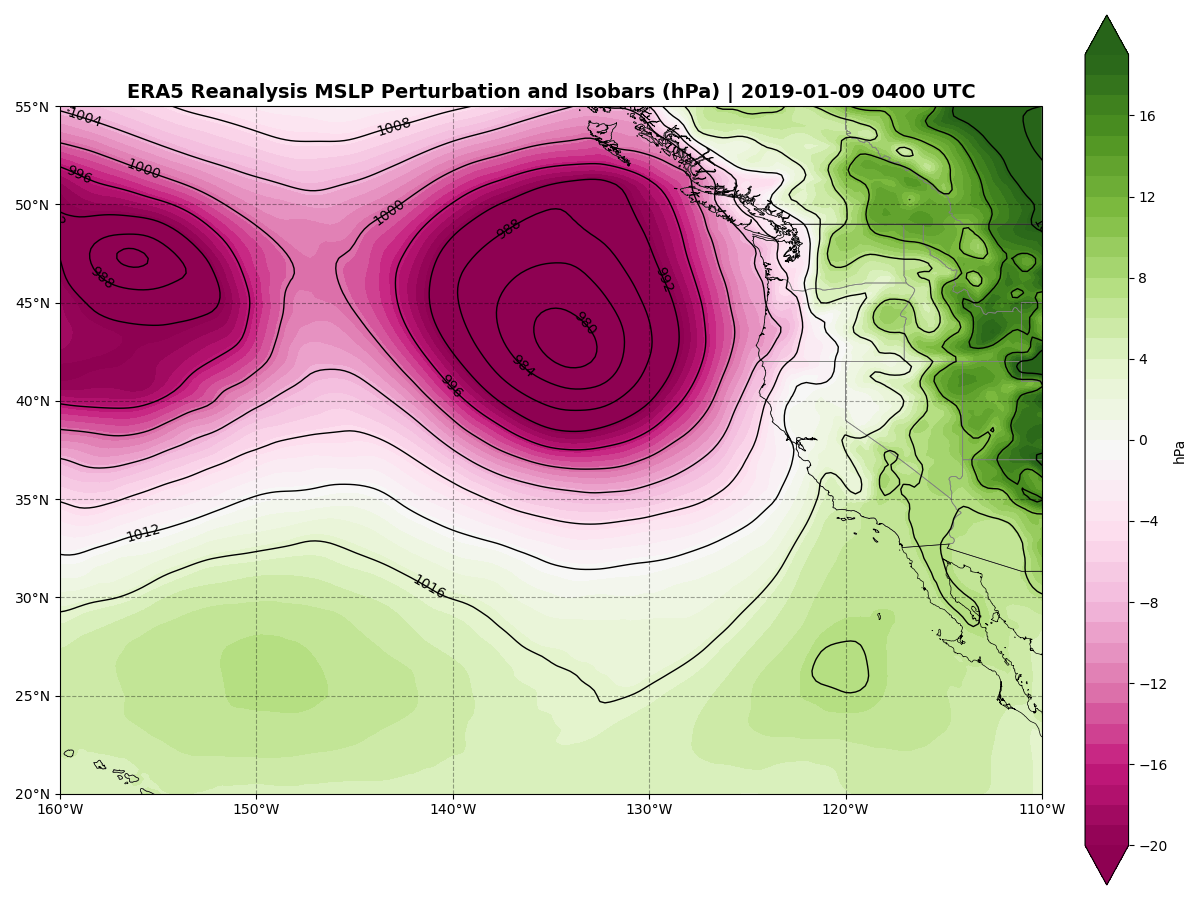 ERA5 Reanalysis MSLP Perturbation and Isobars (hPa) | 2019-01-09 0400 UTC
55°N
50°N
45°N
40°N
35°N
30°N
25°N
20°N
160°W
150°W
140°W
130°W
120°W
110°W
1004
1008
1000
996
1000
988
988
992
980
984
996
1012
1016
16
12
8
4
0
−4
−8
−12
−16
−20
hPa